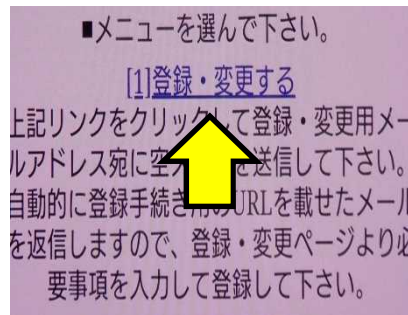 ■メニューを選んで下さい。
[1]登録・変更する
上記リンクをクリックして登録・変更用メー
ルアドレス宛に空を送信して下さい。
自動的に登録手続き用のURLを載せたメール
を返信しますので、登録・変更ページより必
要事項を入力して登録して下さい。